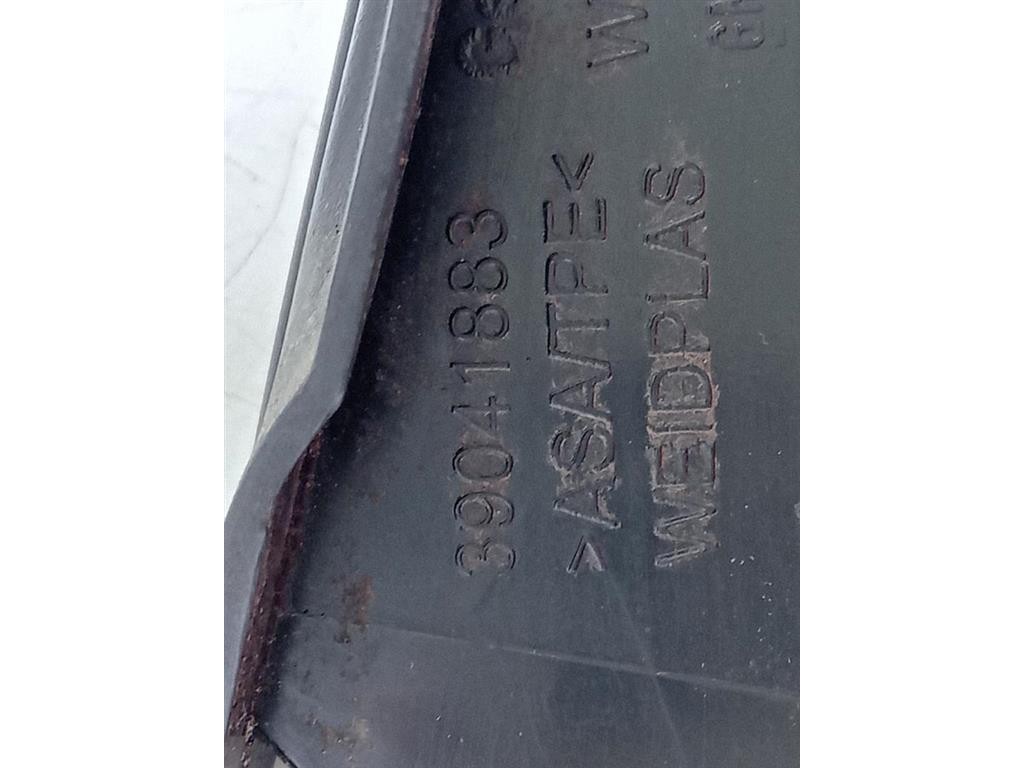 39041883
>ASA/TPE<
WEIDPLAS